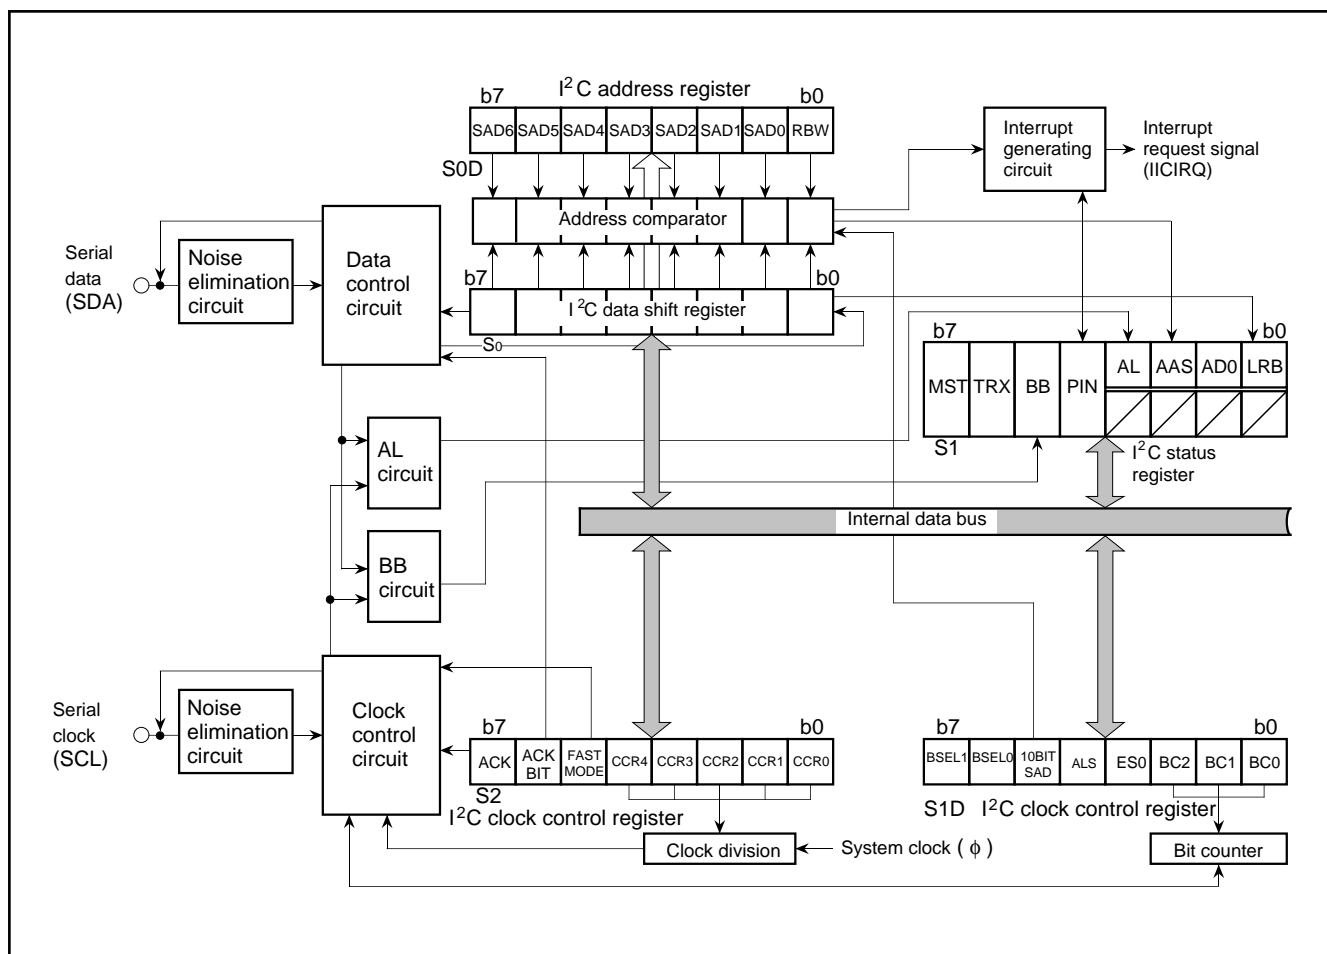 I²C address register
b7
b0
SAD6 SAD5 SAD4 SAD3 SAD2 SAD1 SAD0 RBW
S0D
Address comparator
Interrupt
generating
circuit
Interrupt
request signal
(IICIRQ)
Serial
data
(SDA)
Noise
elimination
circuit
Data
control
circuit
b7
b0
I²C data shift register
S0
b7
b0
MST TRX BB PIN AL AAS AD0 LRB
S1
I²C status
register
AL
circuit
Internal data bus
BB
circuit
Serial
clock
(SCL)
Noise
elimination
circuit
Clock
control
circuit
b7
b0
ACK
ACK
BIT
FAST
MODE
CCR4 CCR3 CCR2 CCR1 CCR0
S2
I²C clock control register
Clock division
System clock ( ϕ )
b7
b0
BSEL1 BSEL0
10BIT
SAD
ALS ES0 BC2 BC1 BC0
S1D I²C clock control register
Bit counter